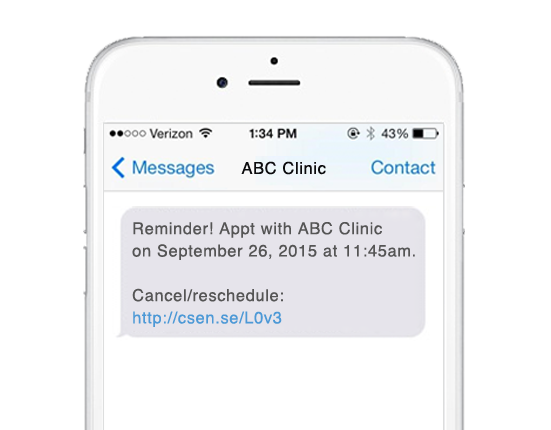 Verizon 1:34 PM 43%
Messages ABC Clinic Contact
Reminder! Appt with ABC Clinic
on September 26, 2015 at 11:45am.
Cancel/reschedule:
http://csen.se/L0v3